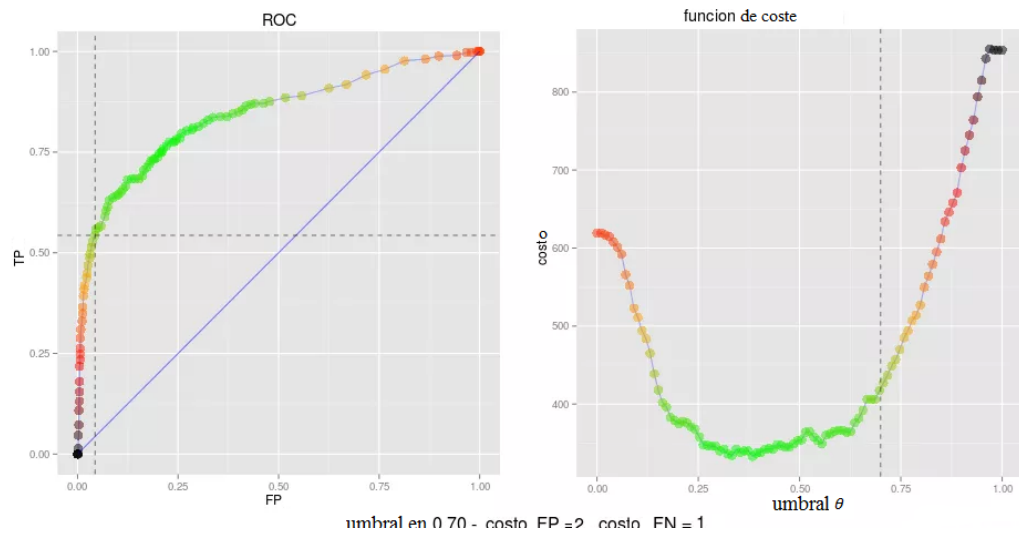 ROC
funcion de coste
1.00
0.75
0.50
0.25
0.00
TP
0.00
0.25
0.50
0.75
1.00
FP
800
700
600
500
400
costo
0.00
0.25
0.50
0.75
1.00
umbral θ
umbral en 0.70 - costo FP =2 costo FN = 1